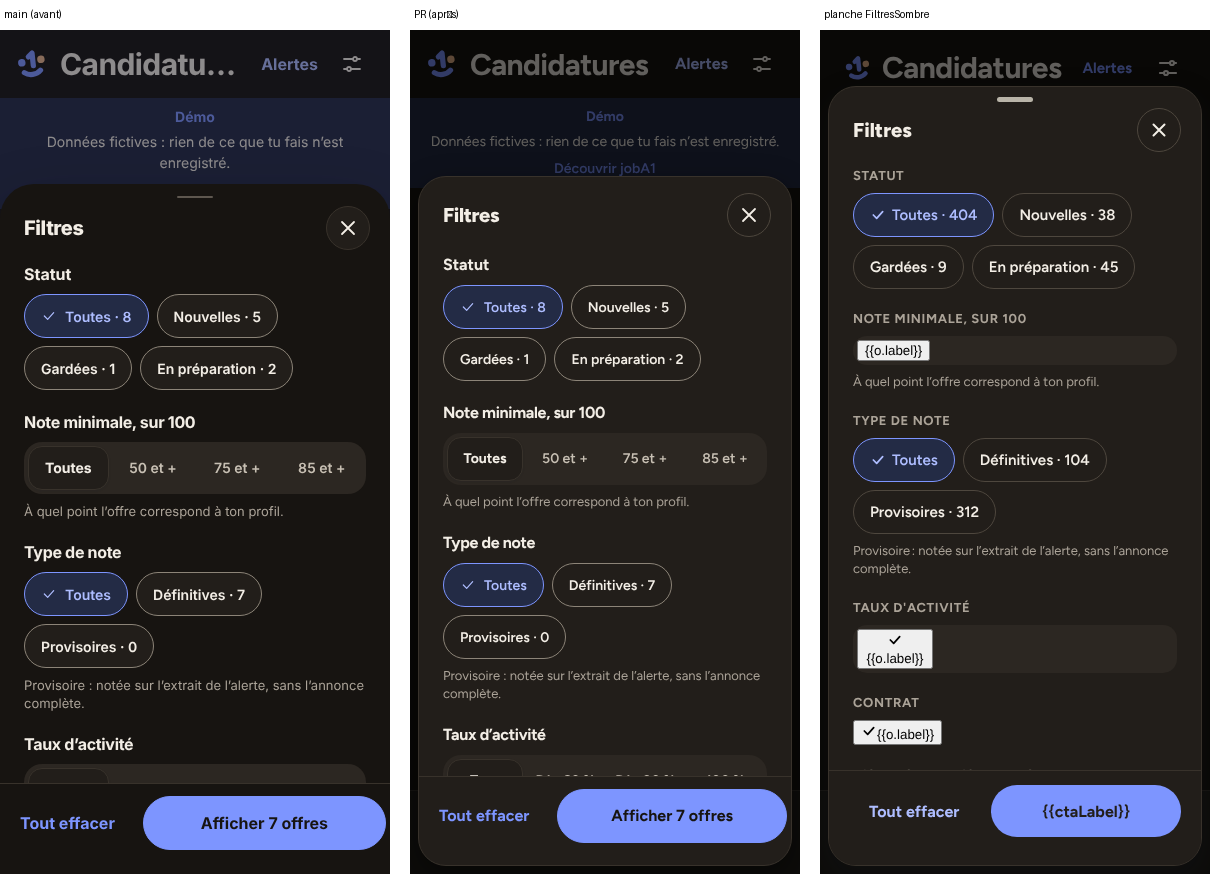 main (avant)
Candidatu…
Alertes
Démo
Données fictives : rien de ce que tu fais n’est
enregistré.
Filtres
Statut
Toutes · 8
Nouvelles · 5
Gardées · 1
En préparation · 2
Note minimale, sur 100
Toutes
50 et +
75 et +
85 et +
À quel point l’offre correspond à ton profil.
Type de note
Toutes
Définitives · 7
Provisoires · 0
Provisoire : notée sur l’extrait de l’alerte, sans l’annonce
complète.
Taux d’activité
Tout effacer
Afficher 7 offres
PR (après)
Candidatures
Alertes
Démo
Données fictives : rien de ce que tu fais n’est enregistré.
Découvrir jobA1
Filtres
Statut
Toutes · 8
Nouvelles · 5
Gardées · 1
En préparation · 2
Note minimale, sur 100
Toutes
50 et +
75 et +
85 et +
À quel point l’offre correspond à ton profil.
Type de note
Toutes
Définitives · 7
Provisoires · 0
Provisoire : notée sur l’extrait de l’alerte, sans l’annonce
complète.
Taux d’activité
Tout effacer
Afficher 7 offres
planche FiltresSombre
Candidatures
Alertes
Filtres
STATUT
Toutes · 404
Nouvelles · 38
Gardées · 9
En préparation · 45
NOTE MINIMALE, SUR 100
{{o.label}}
À quel point l’offre correspond à ton profil.
TYPE DE NOTE
Toutes
Définitives · 104
Provisoires · 312
Provisoire : notée sur l’extrait de l’alerte, sans l’annonce
complète.
TAUX D’ACTIVITÉ
{{o.label}}
CONTRAT
{{o.label}}
Tout effacer
{{ctaLabel}}